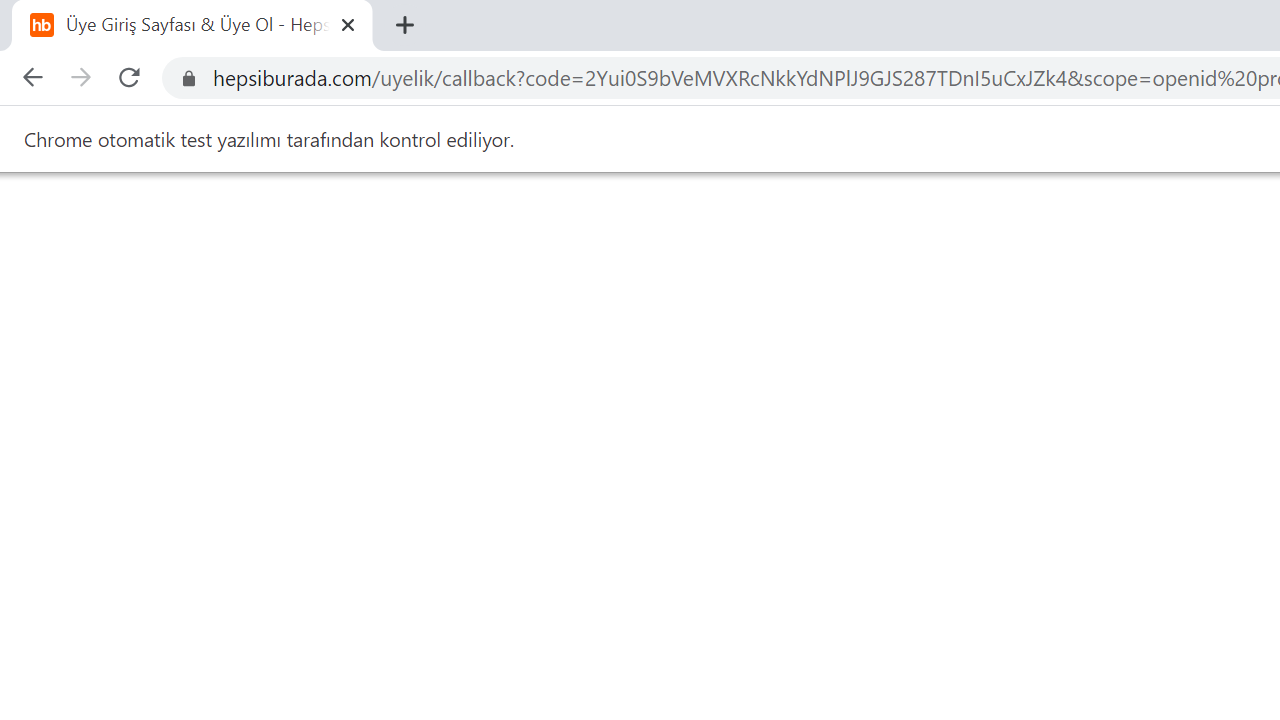 hb Üye Giriş Sayfası & Üye Ol - Heps
hepsiburada.com/uyelik/callback?code=2Yui0S9bVeMVXRcNkkYdNPlJ9GJS287TDnI5uCxJZk4&scope=openid%20pro
Chrome otomatik test yazılımı tarafından kontrol ediliyor.